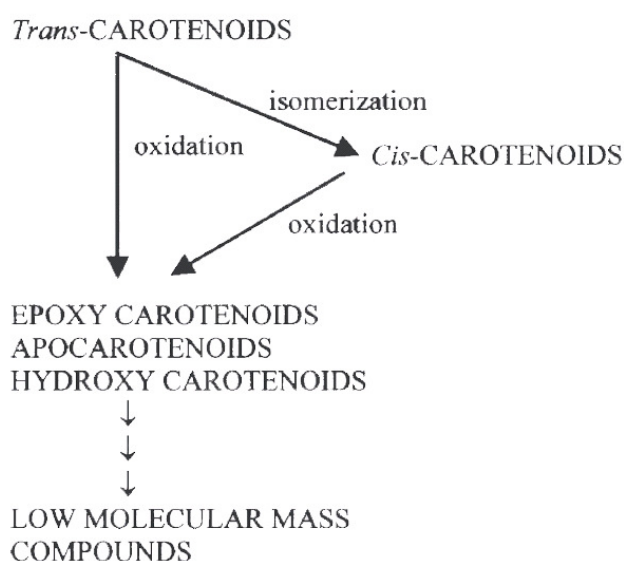 Trans-CAROTENOIDS
isomerization
oxidation
Cis-CAROTENOIDS
oxidation
EPOXY CAROTENOIDS
APOCAROTENOIDS
HYDROXY CAROTENOIDS
LOW MOLECULAR MASS
COMPOUNDS